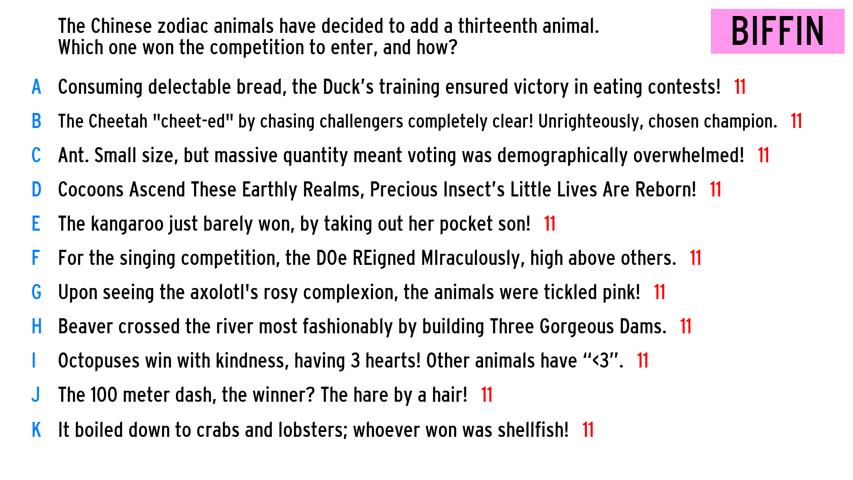 The Chinese zodiac animals have decided to add a thirteenth animal.
Which one won the competition to enter, and how?
BIFFIN
A Consuming delectable bread, the Duck’s training ensured victory in eating contests! 11
B The Cheetah "cheet-ed" by chasing challengers completely clear! Unrighteously, chosen champion. 11
C Ant. Small size, but massive quantity meant voting was demographically overwhelmed! 11
D Cocoons Ascend These Earthly Realms, Precious Insect’s Little Lives Are Reborn! 11
E The kangaroo just barely won, by taking out her pocket son! 11
F For the singing competition, the DOe REigned MIraculously, high above others. 11
G Upon seeing the axolotl's rosy complexion, the animals were tickled pink! 11
H Beaver crossed the river most fashionably by building Three Gorgeous Dams. 11
I Octopuses win with kindness, having 3 hearts! Other animals have “<3”. 11
J The 100 meter dash, the winner? The hare by a hair! 11
K It boiled down to crabs and lobsters; whoever won was shellfish! 11